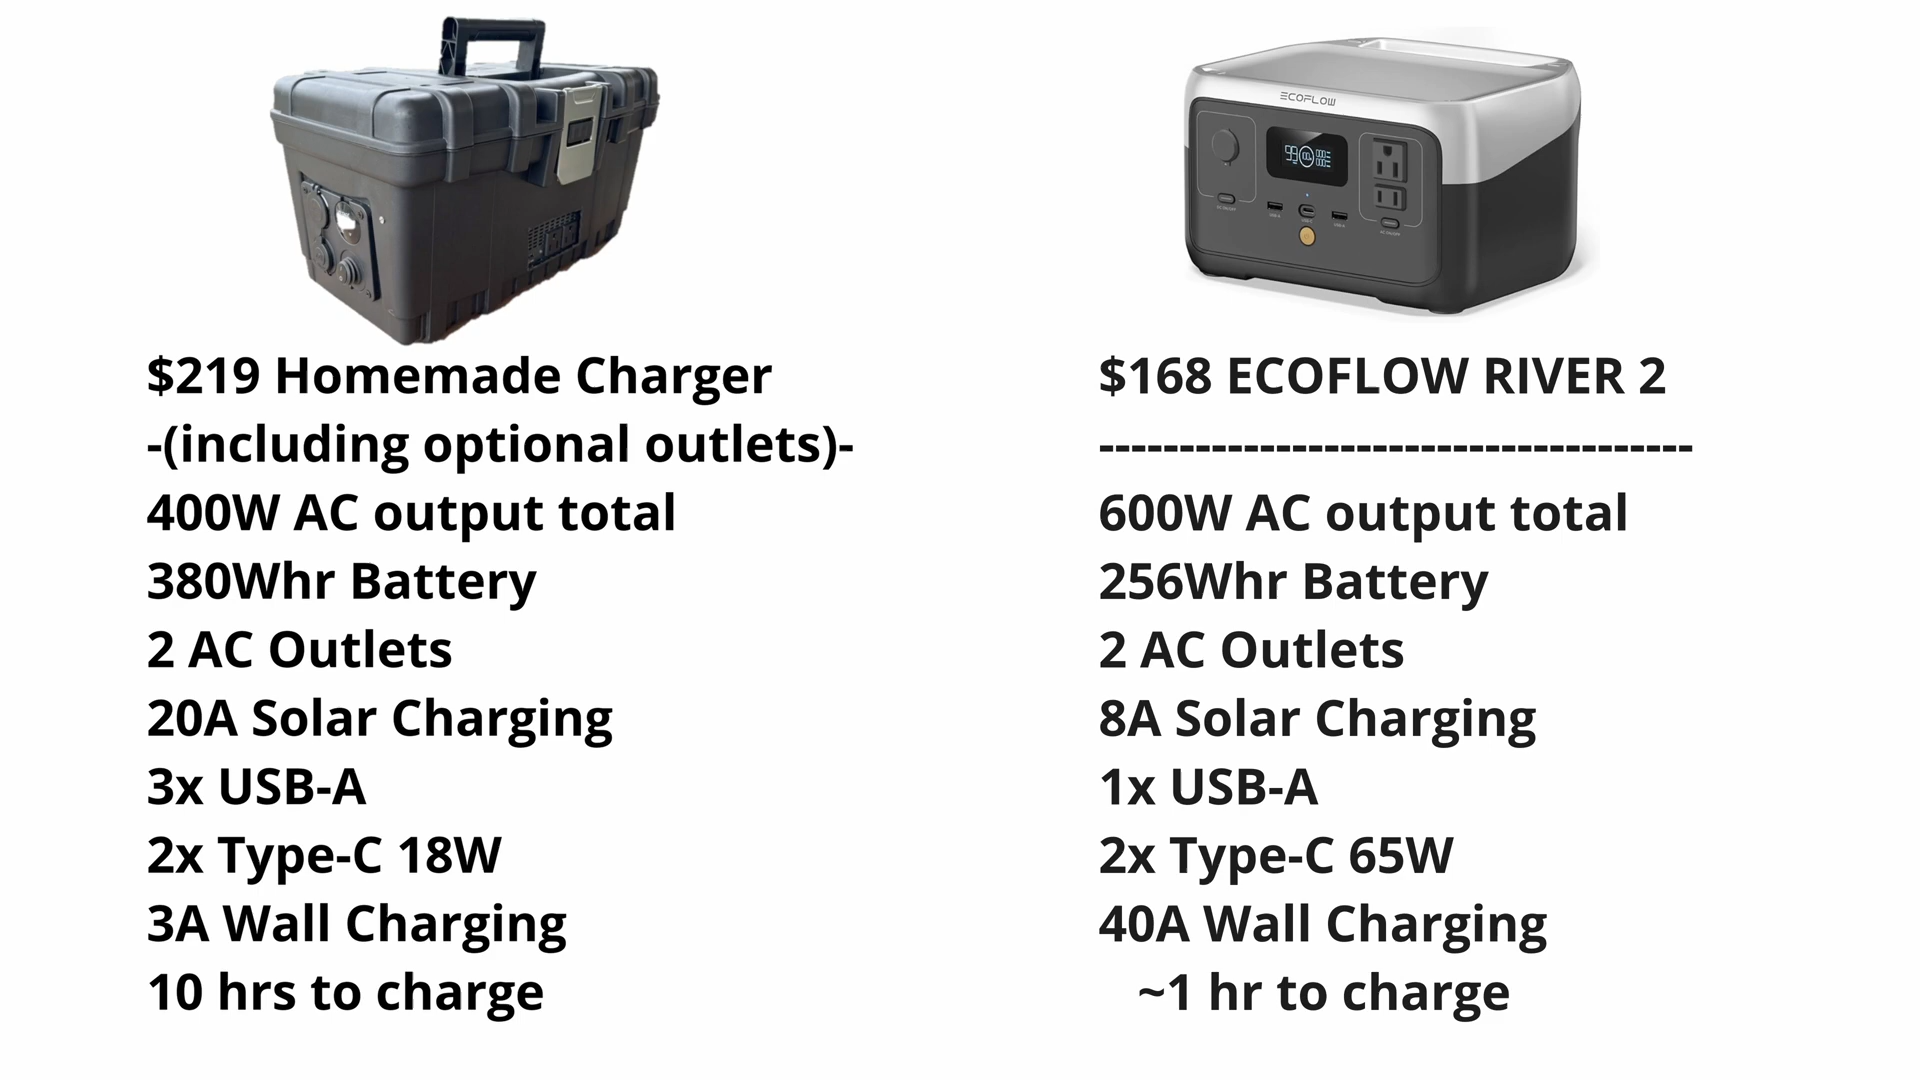 ECOFLOW
$219 Homemade Charger
-(including optional outlets)-
400W AC output total
380Whr Battery
2 AC Outlets
20A Solar Charging
3x USB-A
2x Type-C 18W
3A Wall Charging
10 hrs to charge
$168 ECOFLOW RIVER 2
-------------------------------------
600W AC output total
256Whr Battery
2 AC Outlets
8A Solar Charging
1x USB-A
2x Type-C 65W
40A Wall Charging
~1 hr to charge